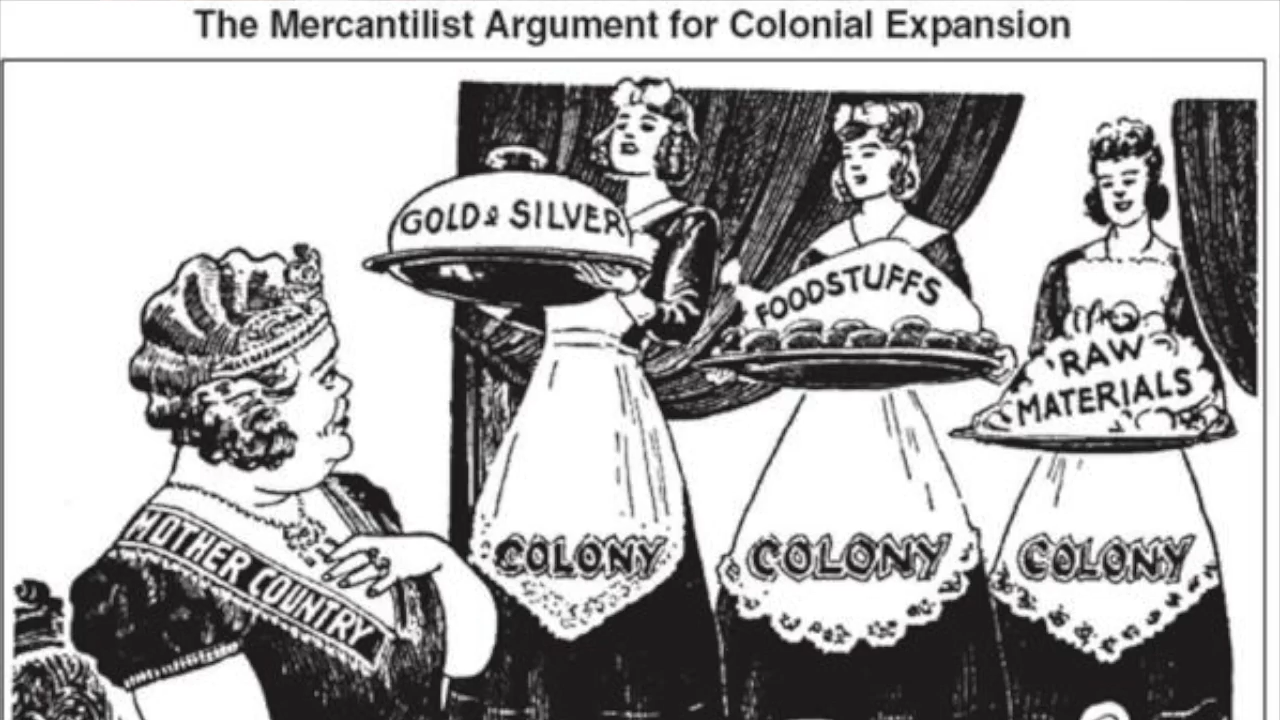 The Mercantilist Argument for Colonial Expansion
GOLD & SILVER
FOODSTUFFS
RAW
MATERIALS
MOTHER COUNTRY
COLONY
COLONY
COLONY